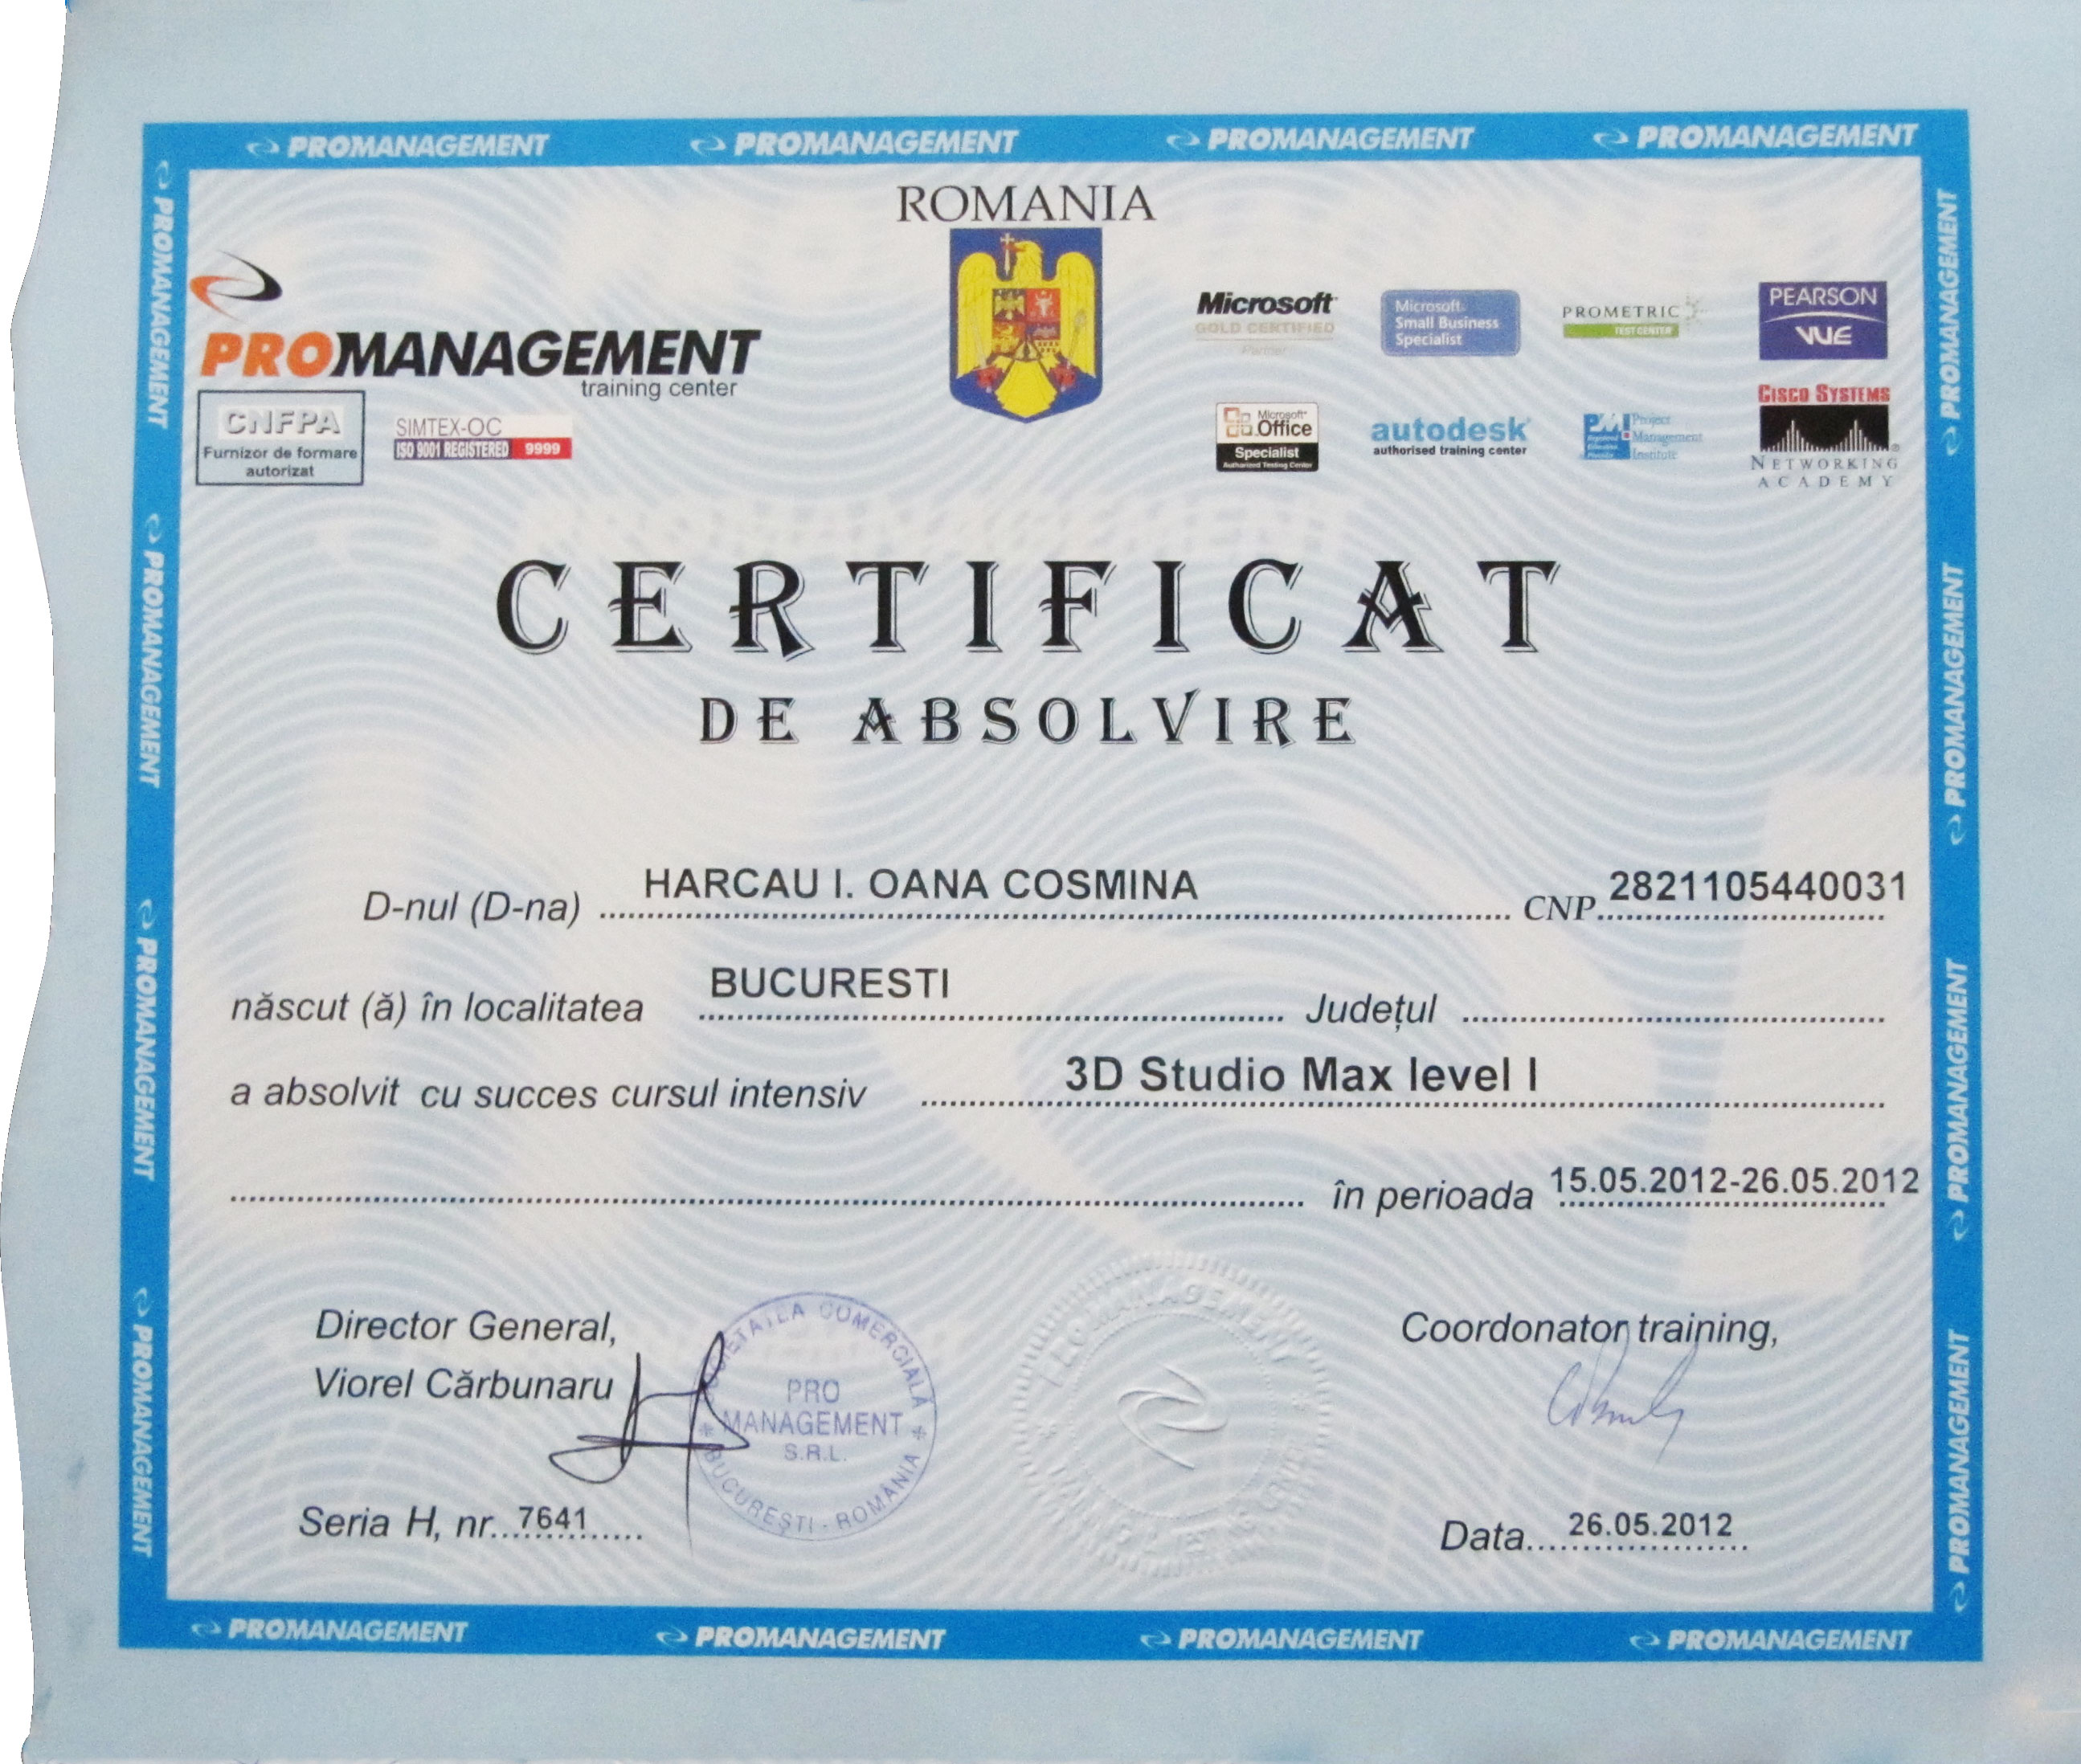 PROMANAGEMENT PROMANAGEMENT PROMANAGEMENT PROMANAGEMENT
ROMANIA
PROMANAGEMENT
training center
CNFPA
Furnizor de formare
autorizat
SIMTEX-OC
ISO 9001 REGISTERED 9999
Microsoft
GOLD CERTIFIED
Partner
Microsoft
Small Business
Specialist
PROMETRIC
TEST CENTER
PEARSON
VUE
Microsoft
Office
Specialist
Authorized Testing Center
autodesk
authorised training center
PMI Project
Management
Institute
CISCO SYSTEMS
NETWORKING
ACADEMY
CERTIFICAT
DE ABSOLVIRE
D-nul (D-na) HARCAU I. OANA COSMINA CNP 2821105440031
născut (ă) în localitatea BUCURESTI Județul
a absolvit cu succes cursul intensiv 3D Studio Max level I
în perioada 15.05.2012-26.05.2012
Director General,
Viorel Cărbunaru
SOCIETATEA COMERCIALĂ
PRO
MANAGEMENT
S.R.L.
BUCUREȘTI - ROMANIA
PROMANAGEMENT
Coordonator training,
Seria H, nr. 7641
Data 26.05.2012
PROMANAGEMENT PROMANAGEMENT PROMANAGEMENT PROMANAGEMENT
PROMANAGEMENT PROMANAGEMENT PROMANAGEMENT PROMANAGEMENT
PROMANAGEMENT PROMANAGEMENT PROMANAGEMENT PROMANAGEMENT